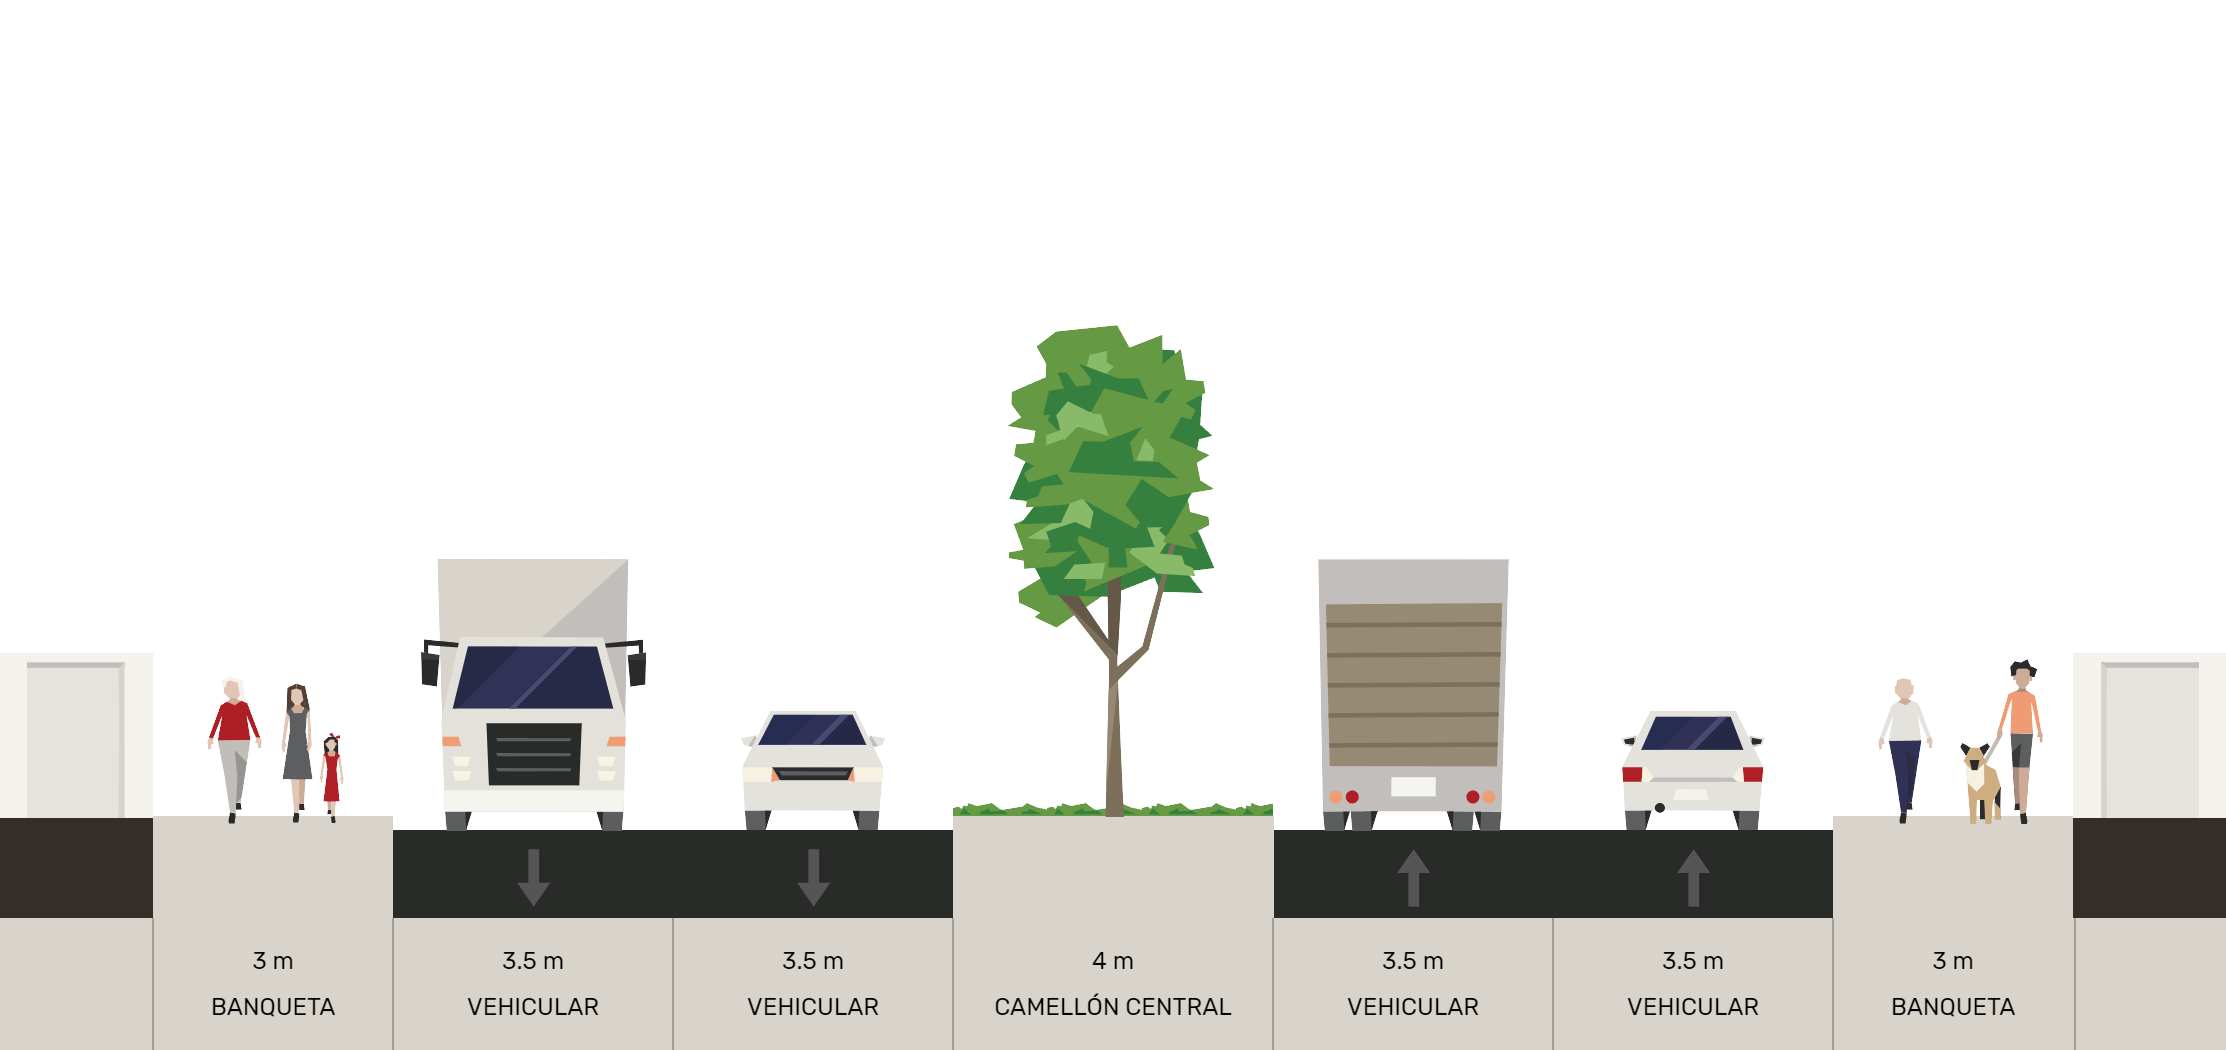 3 m
BANQUETA
3.5 m
VEHICULAR
3.5 m
VEHICULAR
4 m
CAMELLÓN CENTRAL
3.5 m
VEHICULAR
3.5 m
VEHICULAR
3 m
BANQUETA